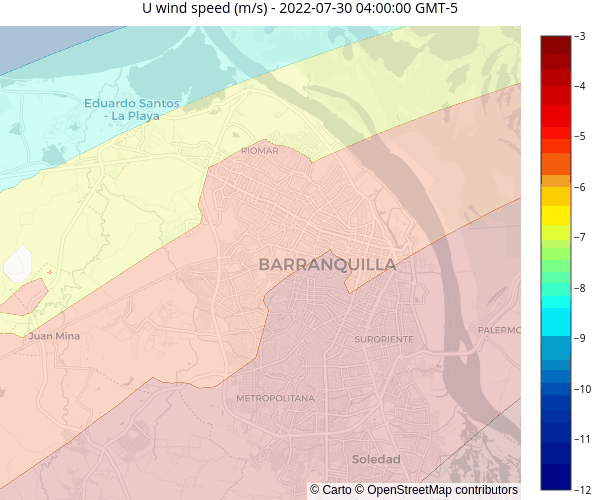 U wind speed (m/s) - 2022-07-30 04:00:00 GMT-5
−3
Eduardo Santos
- La Playa
−4
RIOMAR
−5
−6
−7
BARRANQUILLA
−8
Juan Mina
SURORIENTE
PALERMO
−9
METROPOLITANA
−10
−11
Soledad
© Carto © OpenStreetMap contributors
−12